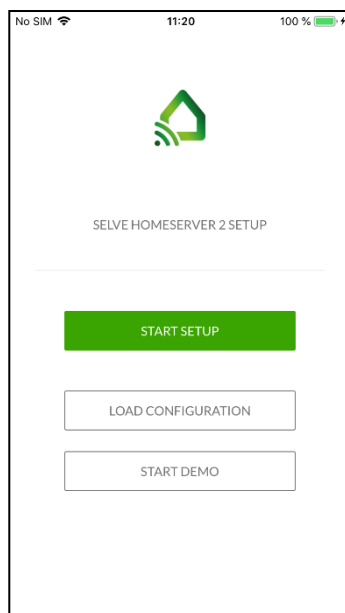 No SIM 11:20 100 %
SELVE HOMESERVER 2 SETUP
START SETUP
LOAD CONFIGURATION
START DEMO